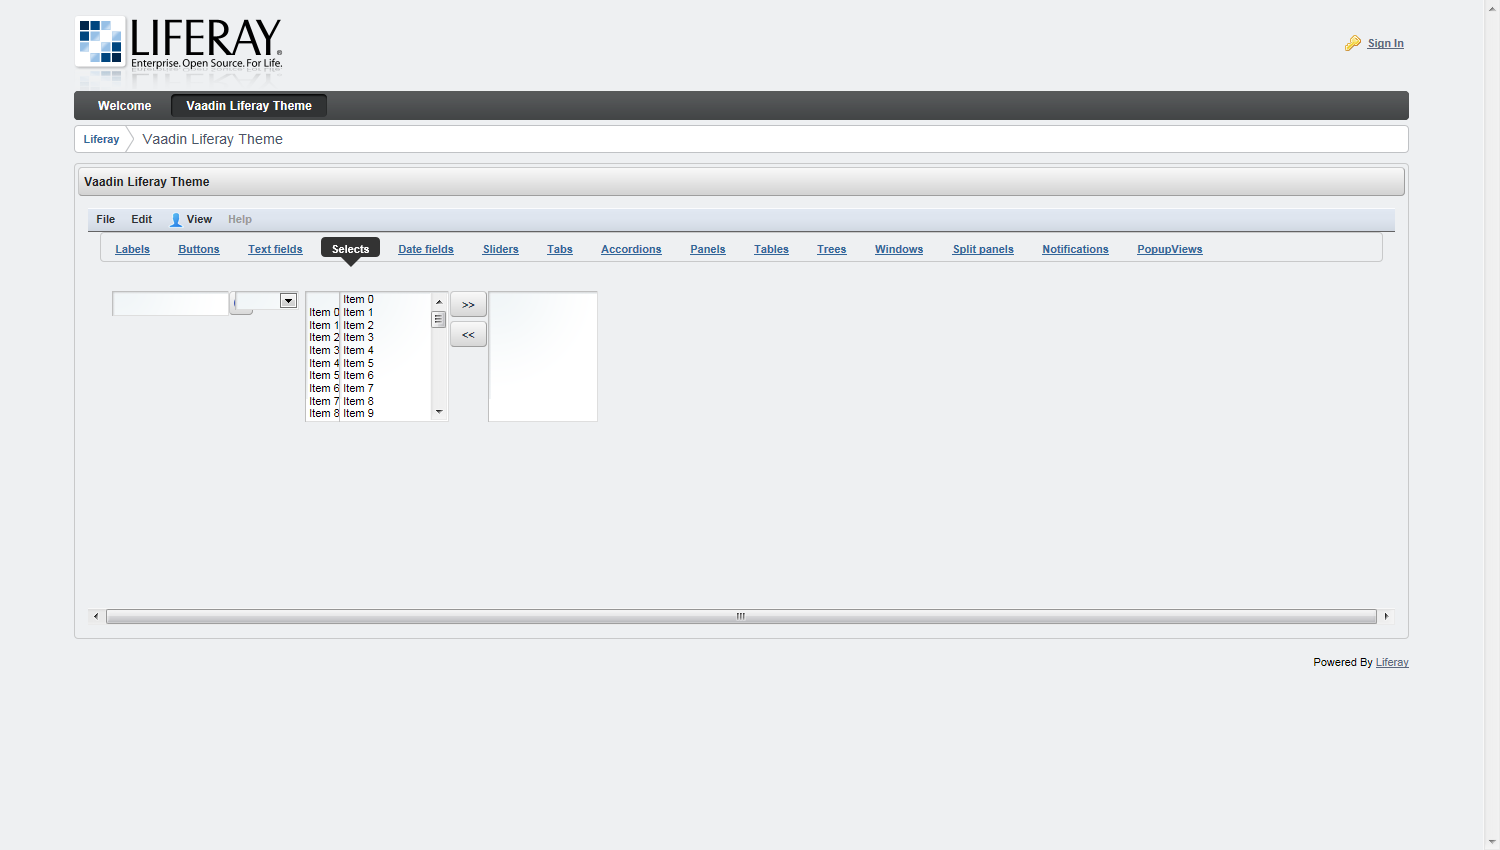 LIFERAY
Enterprise. Open Source. For Life.
Sign In
Welcome Vaadin Liferay Theme
Liferay Vaadin Liferay Theme
Vaadin Liferay Theme
File Edit View Help
Labels Buttons Text fields Selects Date fields Sliders Tabs Accordions Panels Tables Trees Windows Split panels Notifications PopupViews
Item 0
Item 0 Item 1
Item 1 Item 2
Item 2 Item 3
Item 3 Item 4
Item 4 Item 5
Item 5 Item 6
Item 6 Item 7
Item 7 Item 8
Item 8 Item 9
>>
<<
Powered By Liferay